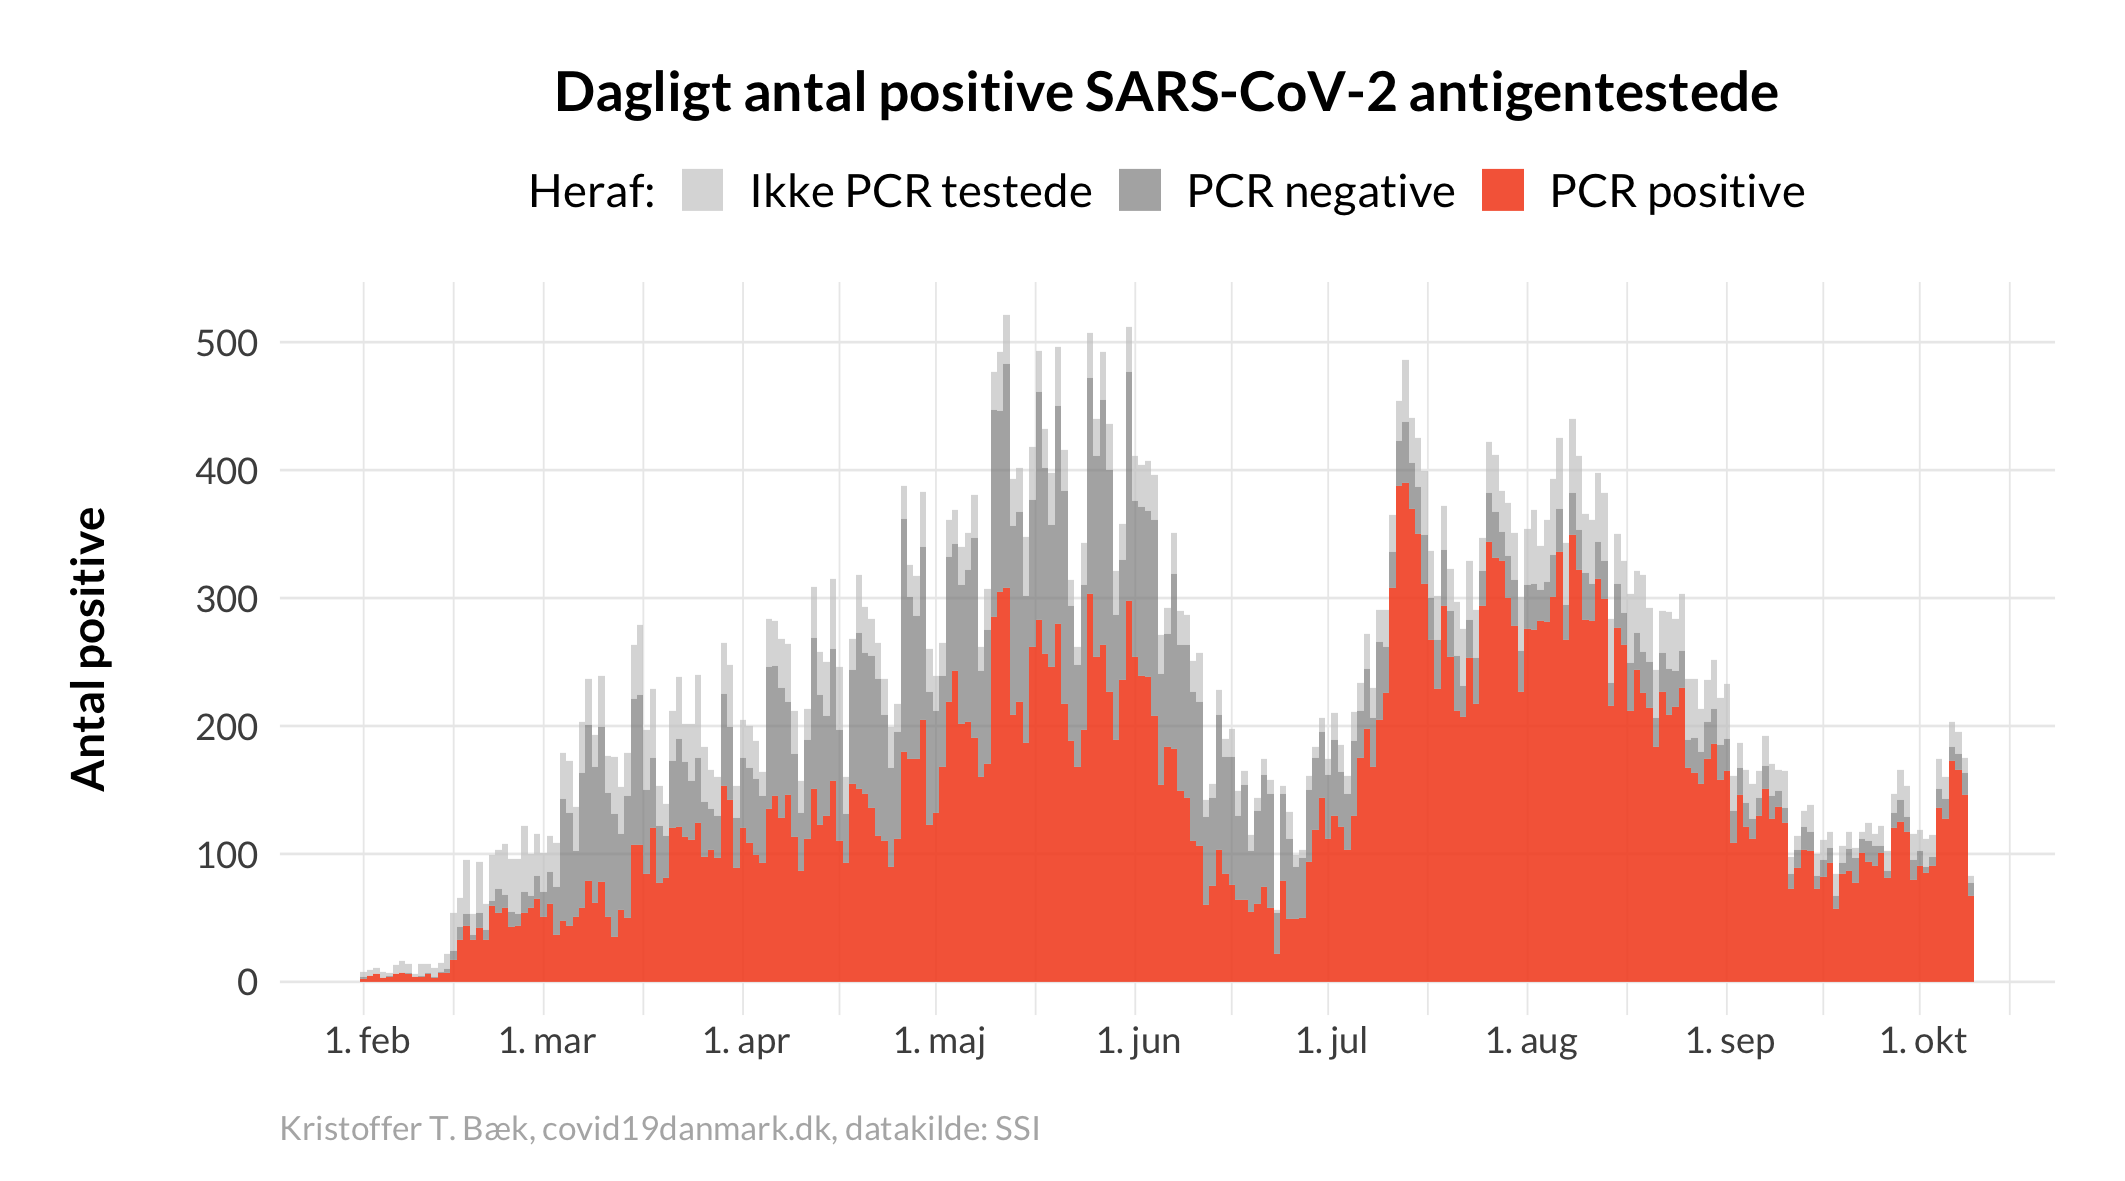 Dagligt antal positive SARS-CoV-2 antigentestede
Heraf: Ikke PCR testede PCR negative PCR positive
Antal positive
500
400
300
200
100
0
1. feb 1. mar 1. apr 1. maj 1. jun 1. jul 1. aug 1. sep 1. okt
Kristoffer T. Bæk, covid19danmark.dk, datakilde: SSI